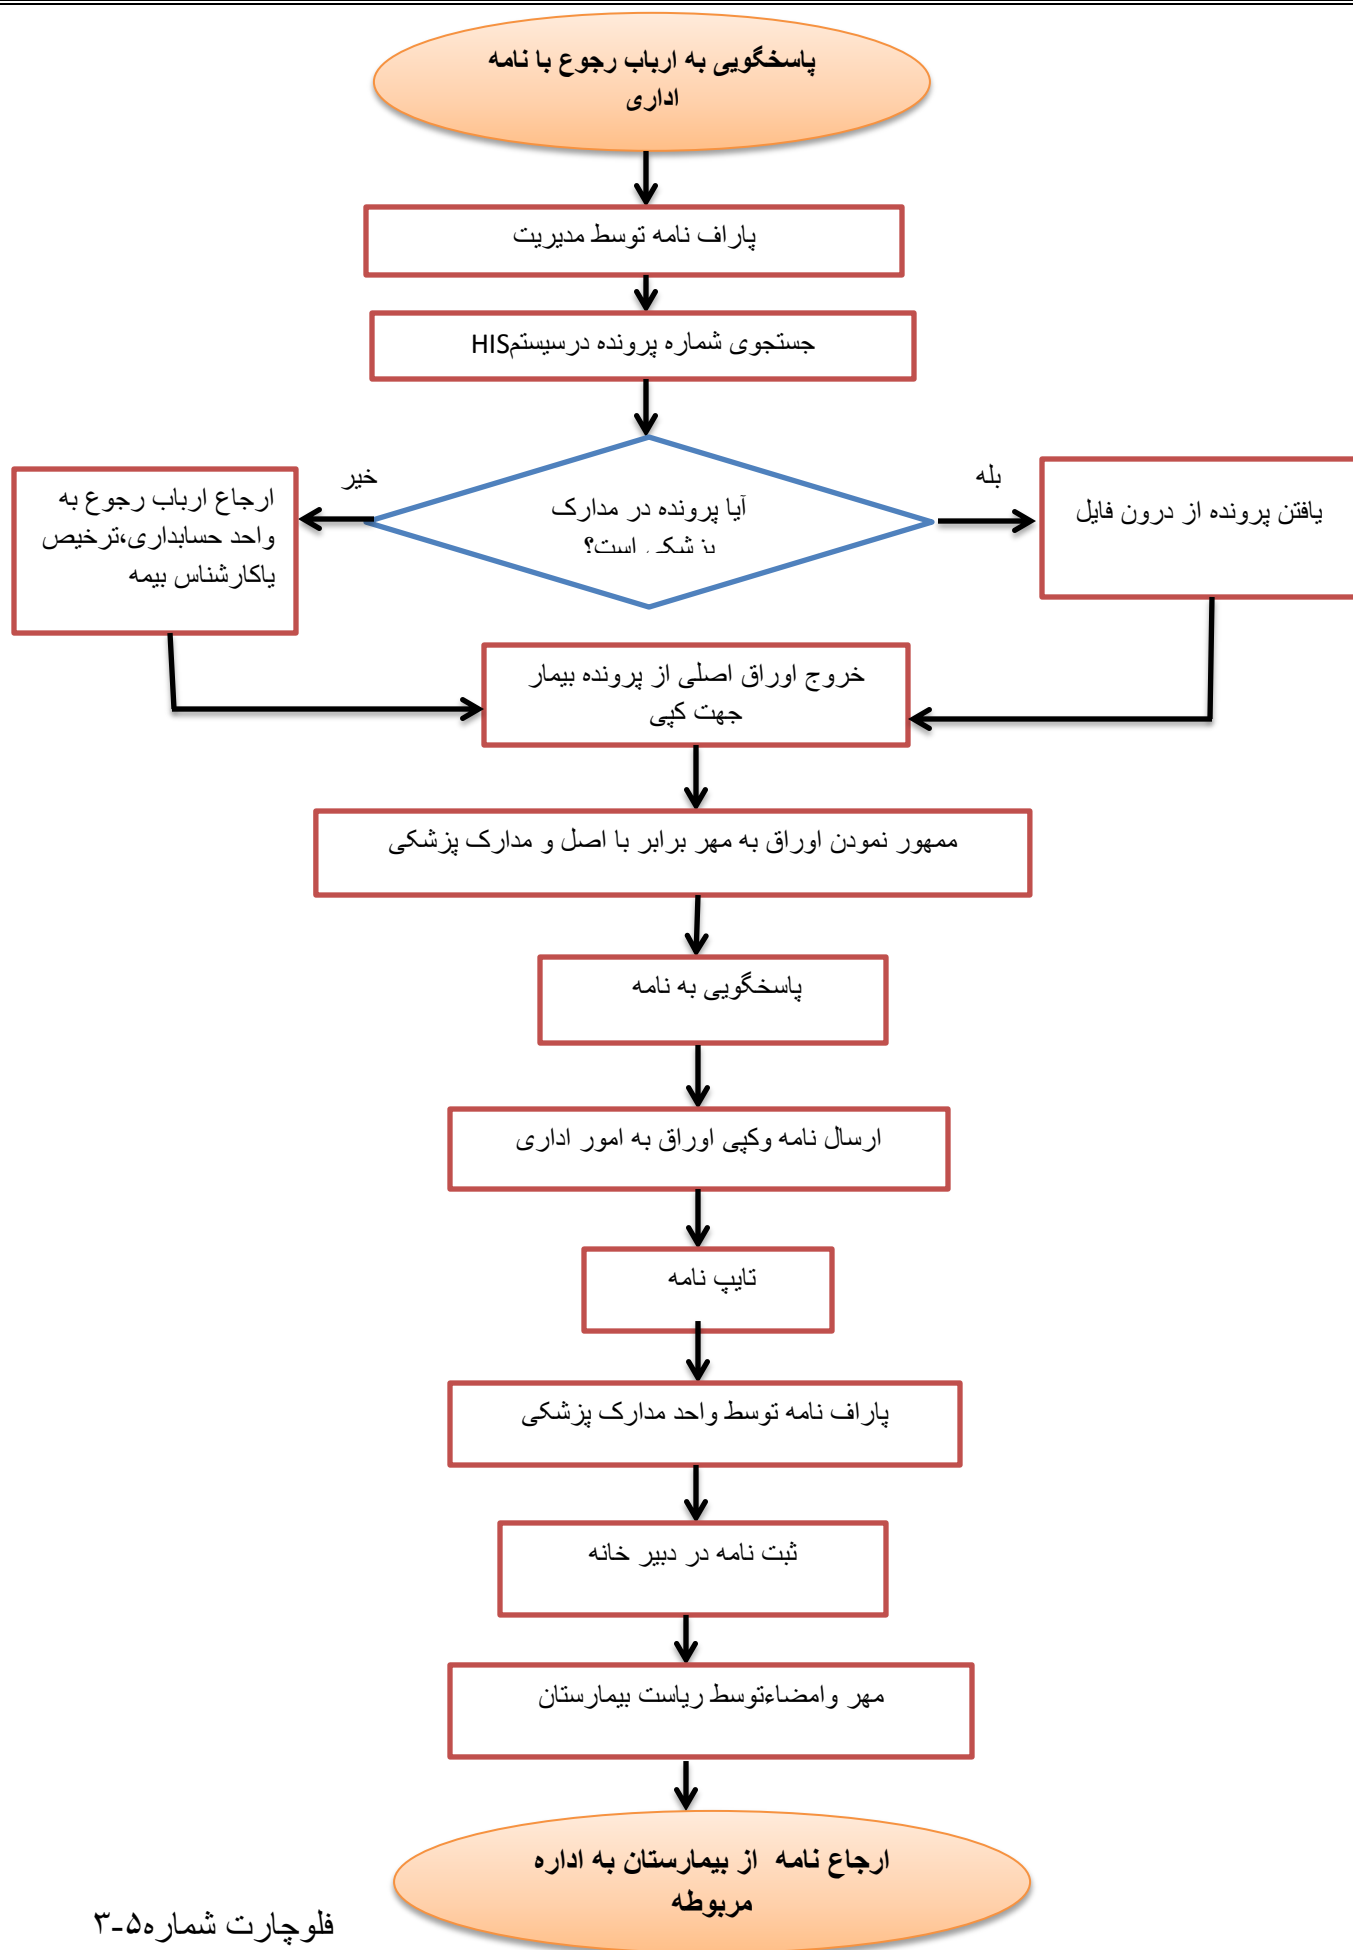 پاسخگویی به ارباب رجوع با نامه
اداری
پاراف نامه توسط مدیریت
جستجوی شماره پرونده درسیستمHIS
بله
خیر
آیا پرونده در مدارک
پزشکی است؟
یافتن پرونده از درون فایل
ارجاع ارباب رجوع به
واحد حسابداری،ترخیص
یاکارشناس بیمه
خروج اوراق اصلی از پرونده بیمار
جهت کپی
ممهور نمودن اوراق به مهر برابر با اصل و مدارک پزشکی
پاسخگویی به نامه
ارسال نامه وکپی اوراق به امور اداری
تایپ نامه
پاراف نامه توسط واحد مدارک پزشکی
ثبت نامه در دبیر خانه
مهر وامضاءتوسط ریاست بیمارستان
ارجاع نامه از بیمارستان به اداره
مربوطه
فلوچارت شماره۵-۳